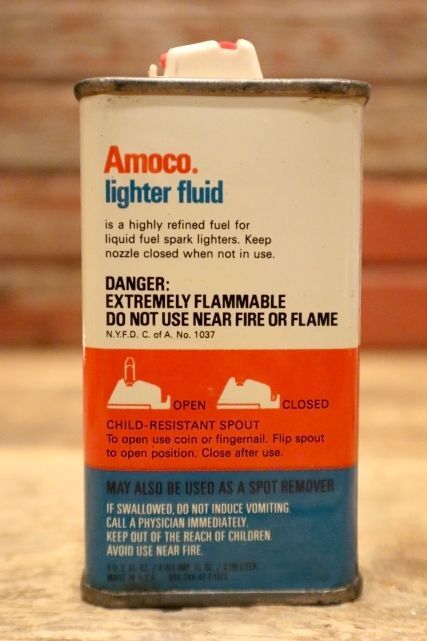 Amoco.
lighter fluid
is a highly refined fuel for
liquid fuel spark lighters. Keep
nozzle closed when not in use.
DANGER:
EXTREMELY FLAMMABLE
DO NOT USE NEAR FIRE OR FLAME
N.Y.F.D. C. of A. No. 1037
OPEN CLOSED
CHILD-RESISTANT SPOUT
To open use coin or fingernail. Flip spout
to open position. Close after use.
MAY ALSO BE USED AS A SPOT REMOVER
IF SWALLOWED, DO NOT INDUCE VOMITING.
CALL A PHYSICIAN IMMEDIATELY.
KEEP OUT OF THE REACH OF CHILDREN.
AVOID USE NEAR FIRE.
MADE IN U.S.A.